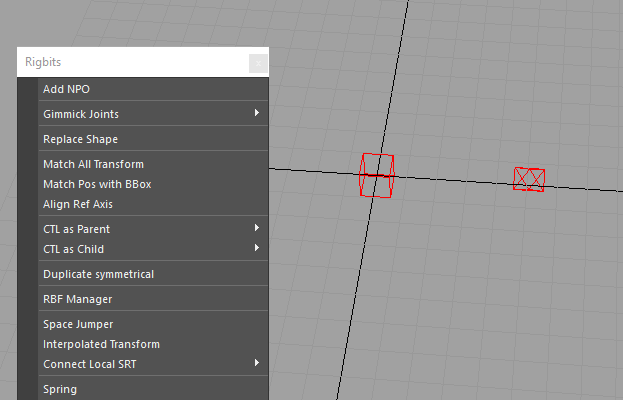 Rigbits
Add NPO
Gimmick Joints
Replace Shape
Match All Transform
Match Pos with BBox
Align Ref Axis
CTL as Parent
CTL as Child
Duplicate symmetrical
RBF Manager
Space Jumper
Interpolated Transform
Connect Local SRT
Spring